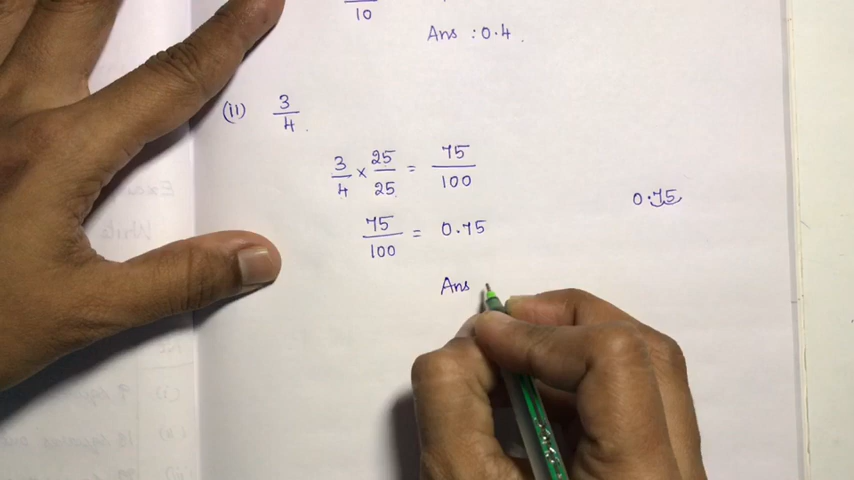 10
Ans : 0.4.
(ii) 3/4.
3/4 × 25/25 = 75/100
0.75
75/100 = 0.75
Ans